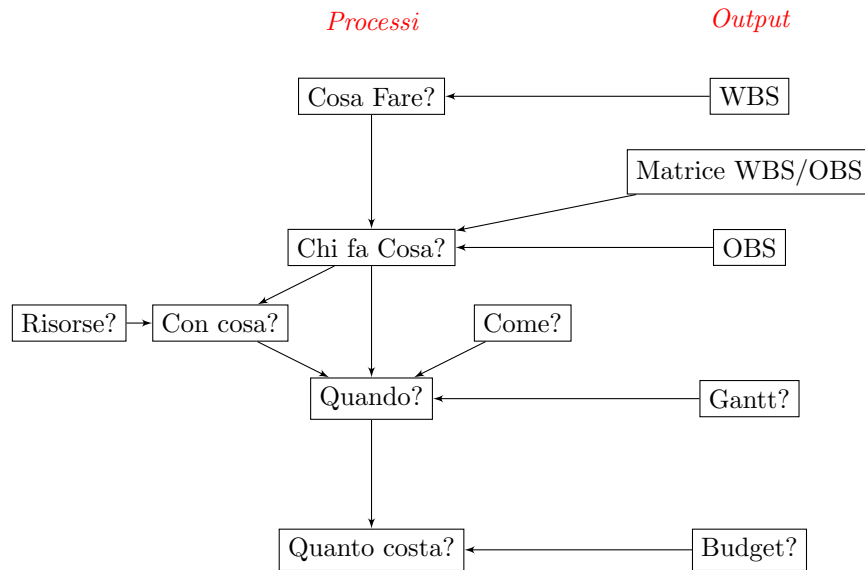 Processi
Output
Cosa Fare?
WBS
Matrice WBS/OBS
Chi fa Cosa?
OBS
Risorse?
Con cosa?
Come?
Quando?
Gantt?
Quanto costa?
Budget?